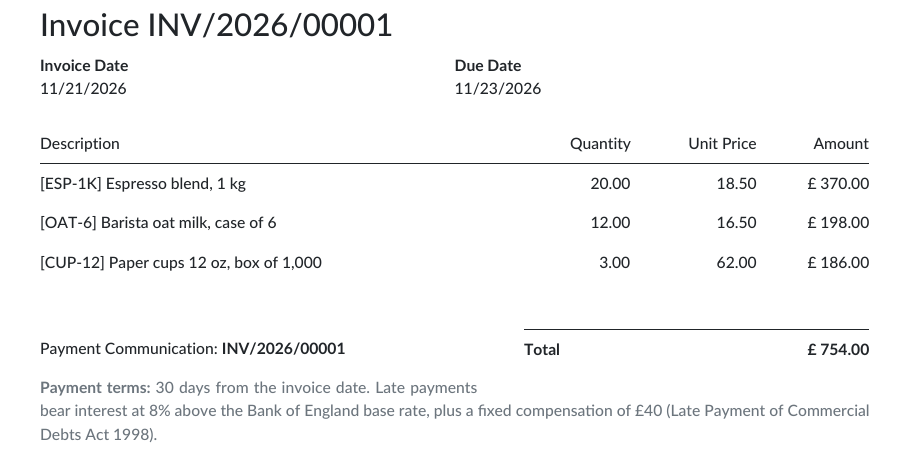 Invoice INV/2026/00001
Invoice Date Due Date
11/21/2026 11/23/2026
Description Quantity Unit Price Amount
[ESP-1K] Espresso blend, 1 kg 20.00 18.50 £ 370.00
[OAT-6] Barista oat milk, case of 6 12.00 16.50 £ 198.00
[CUP-12] Paper cups 12 oz, box of 1,000 3.00 62.00 £ 186.00
Payment Communication: INV/2026/00001 Total £ 754.00
Payment terms: 30 days from the invoice date. Late payments
bear interest at 8% above the Bank of England base rate, plus a fixed compensation of £40 (Late Payment of Commercial
Debts Act 1998).